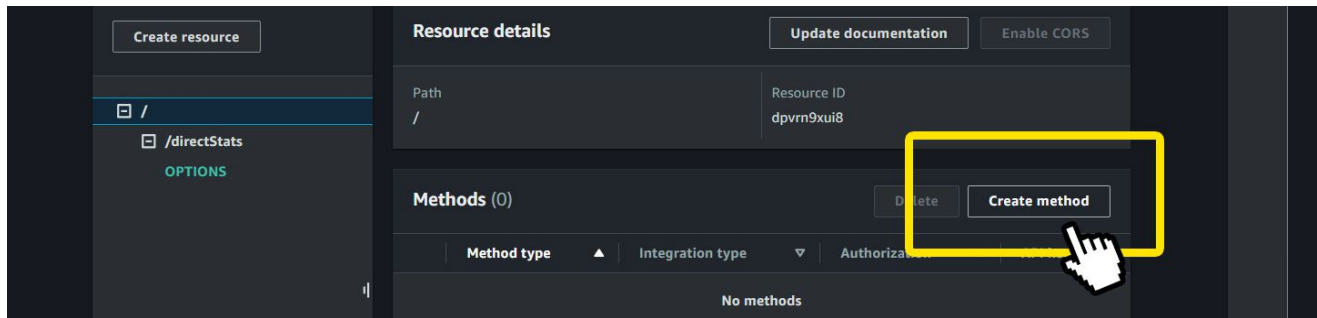 Create resource
/
/directStats
OPTIONS
Resource details
Update documentation
Enable CORS
Path
/
Resource ID
dpvrn9xui8
Methods (0)
Delete
Create method
Method type
Integration type
Authorization
No methods